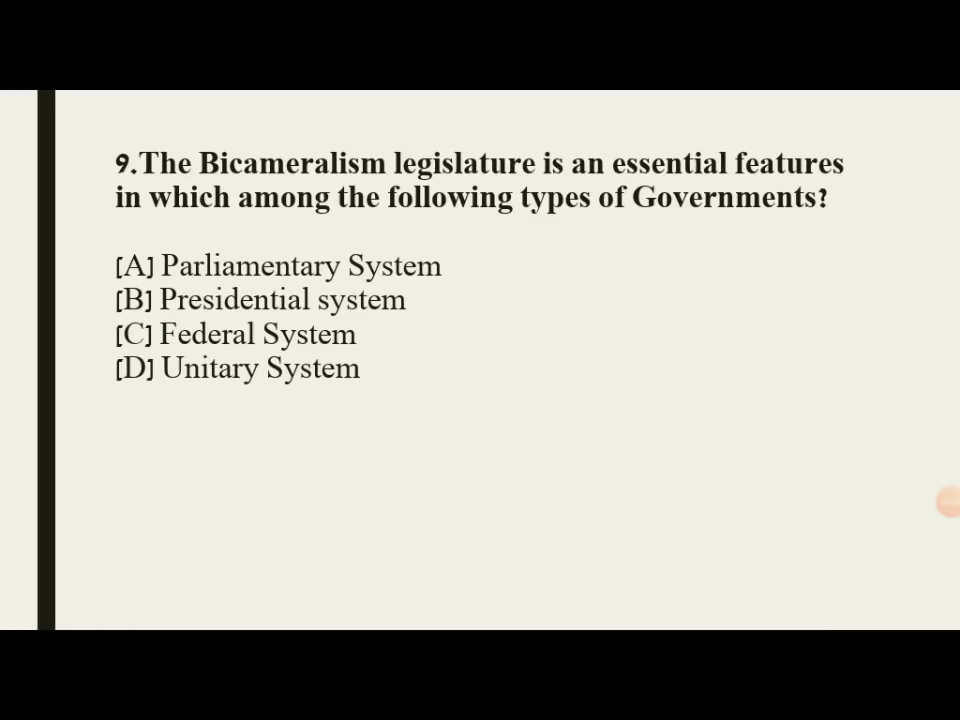 9.The Bicameralism legislature is an essential features
in which among the following types of Governments?
[A] Parliamentary System
[B] Presidential system
[C] Federal System
[D] Unitary System